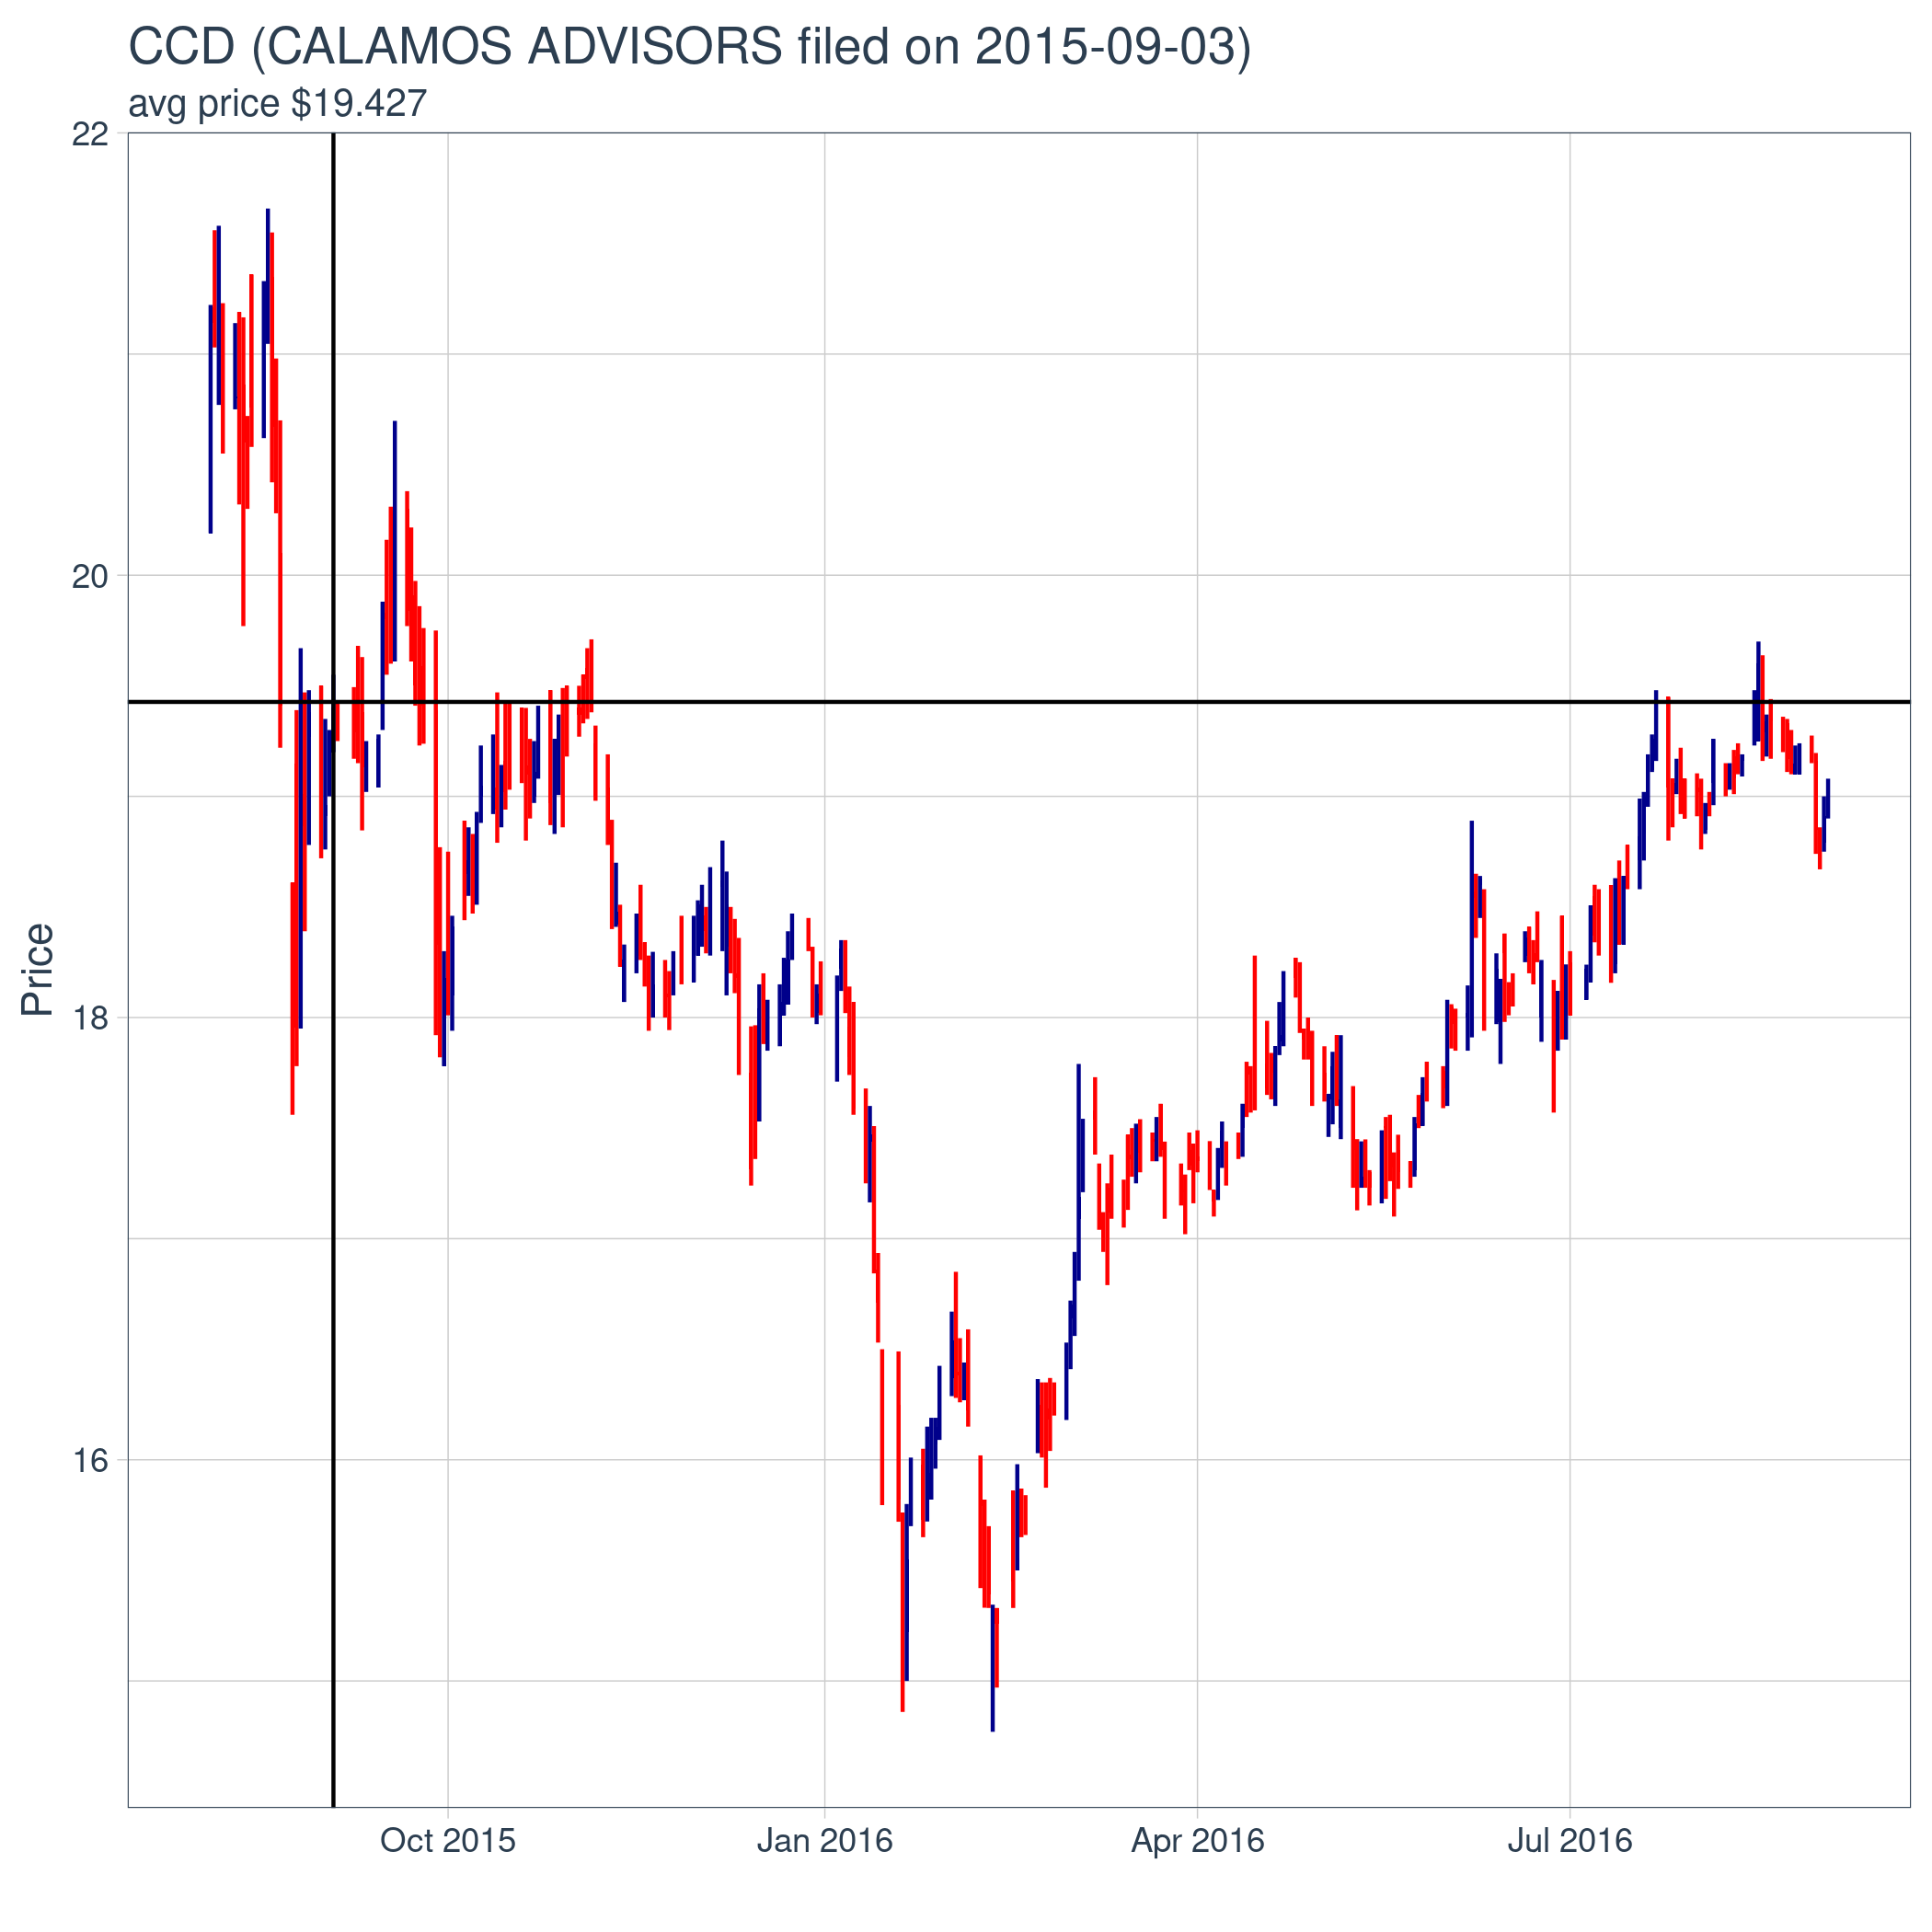 CCD (CALAMOS ADVISORS filed on 2015-09-03)
avg price $19.427
22
20
18
16
Price
Oct 2015
Jan 2016
Apr 2016
Jul 2016